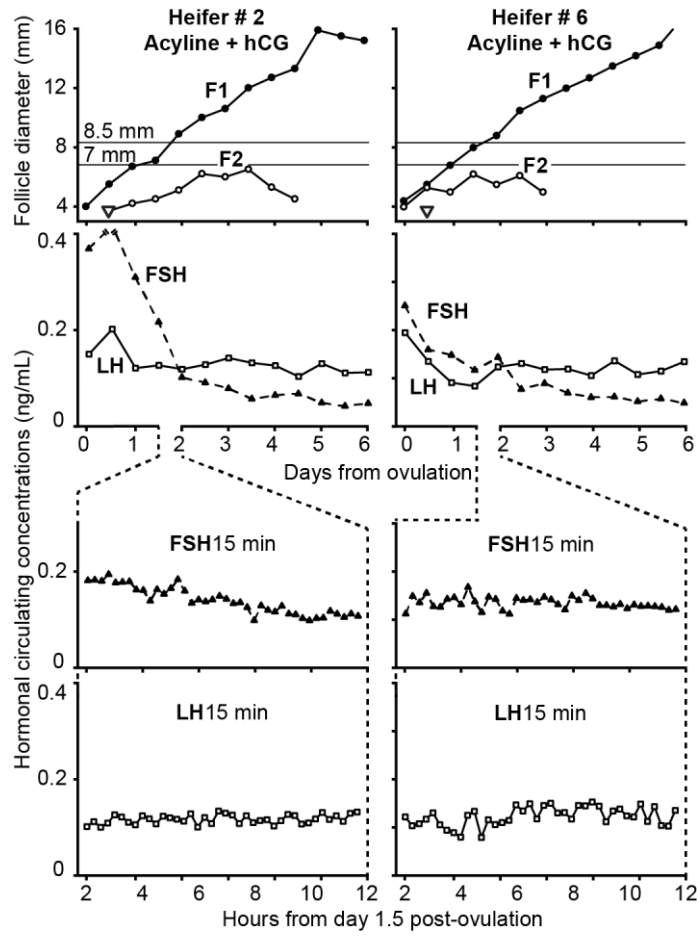 Heifer # 2
Acyline + hCG
Heifer # 6
Acyline + hCG
Follicle diameter (mm)
16
12
8
4
F1
8.5 mm
7 mm
F2
F1
F2
Hormonal circulating concentrations (ng/mL)
0.4
0.2
0
FSH
LH
FSH
LH
0 1 2 3 4 5 6
0 1 2 3 4 5 6
Days from ovulation
FSH15 min
FSH15 min
0.2
0
LH15 min
LH15 min
0.4
0.2
0
2 4 6 8 10 12
2 4 6 8 10 12
Hours from day 1.5 post-ovulation